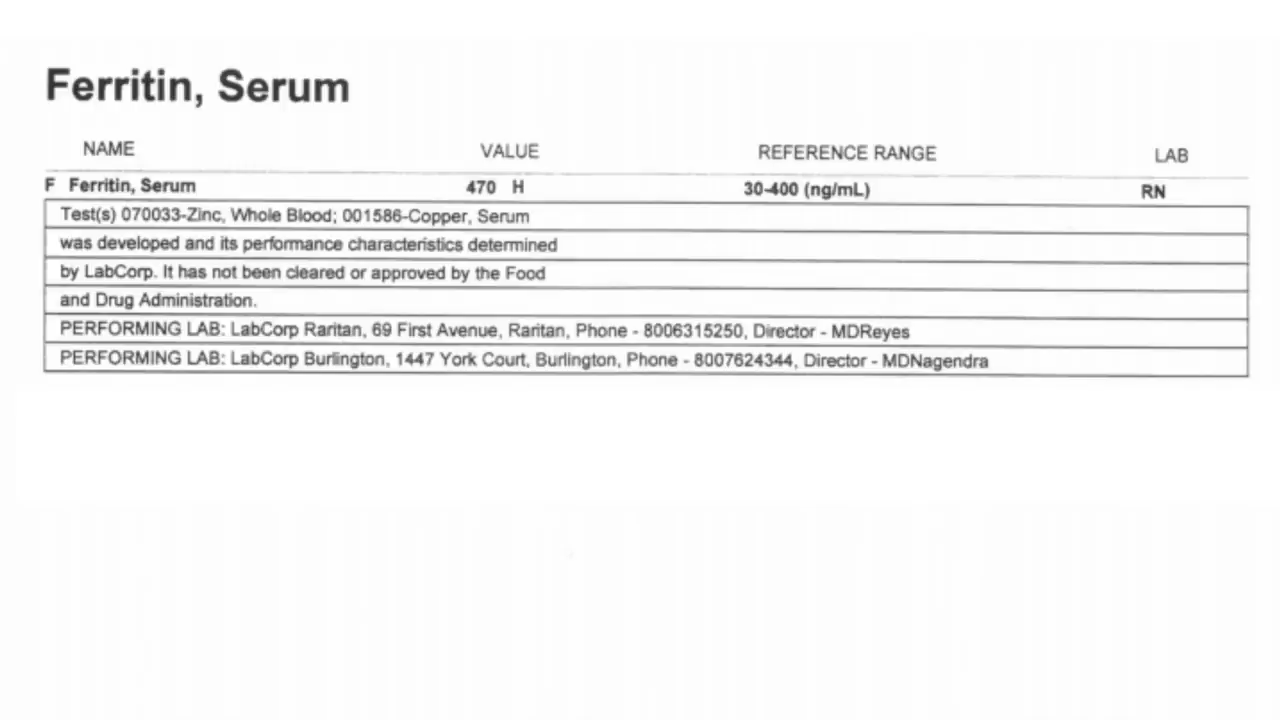 Ferritin, Serum
NAME VALUE REFERENCE RANGE LAB
F Ferritin, Serum 470 H 30-400 (ng/mL) RN
Test(s) 070033-Zinc, Whole Blood; 001586-Copper, Serum
was developed and its performance characteristics determined
by LabCorp. It has not been cleared or approved by the Food
and Drug Administration.
PERFORMING LAB: LabCorp Raritan, 69 First Avenue, Raritan, Phone - 8006315250, Director - MDReyes
PERFORMING LAB: LabCorp Burlington, 1447 York Court, Burlington, Phone - 8007624344, Director - MDNagendra